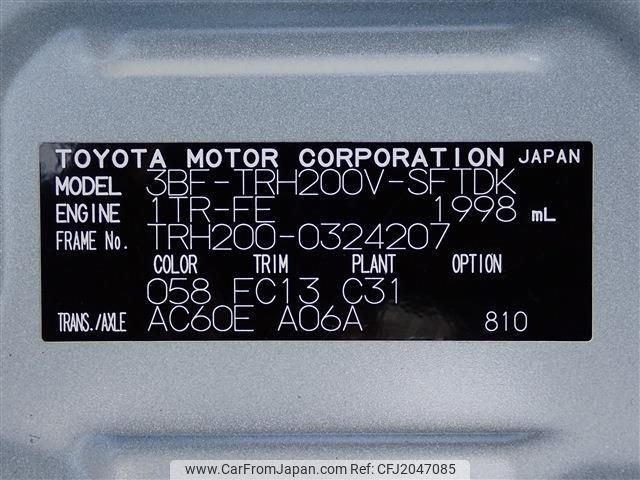 TOYOTA MOTOR CORPORATION JAPAN
MODEL 3BF-TRH200V-SFTDK
ENGINE 1TR-FE 1998 mL
FRAME No. TRH200-0324207
COLOR TRIM PLANT OPTION
058 FC13 C31
TRANS./AXLE AC60E A06A 810
www.CarFromJapan.com - CFJ2047085